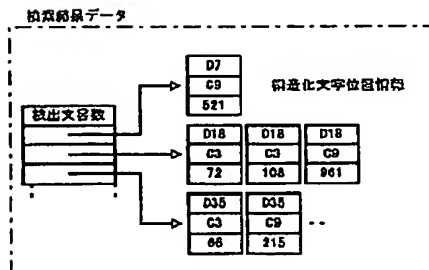 検索結果データ
D7
C9
521
構造化文字位置情報
検出文書数
D18 D18 D18
C3 C3 C9
72 108 961
D35 D35
C3 C9
66 215